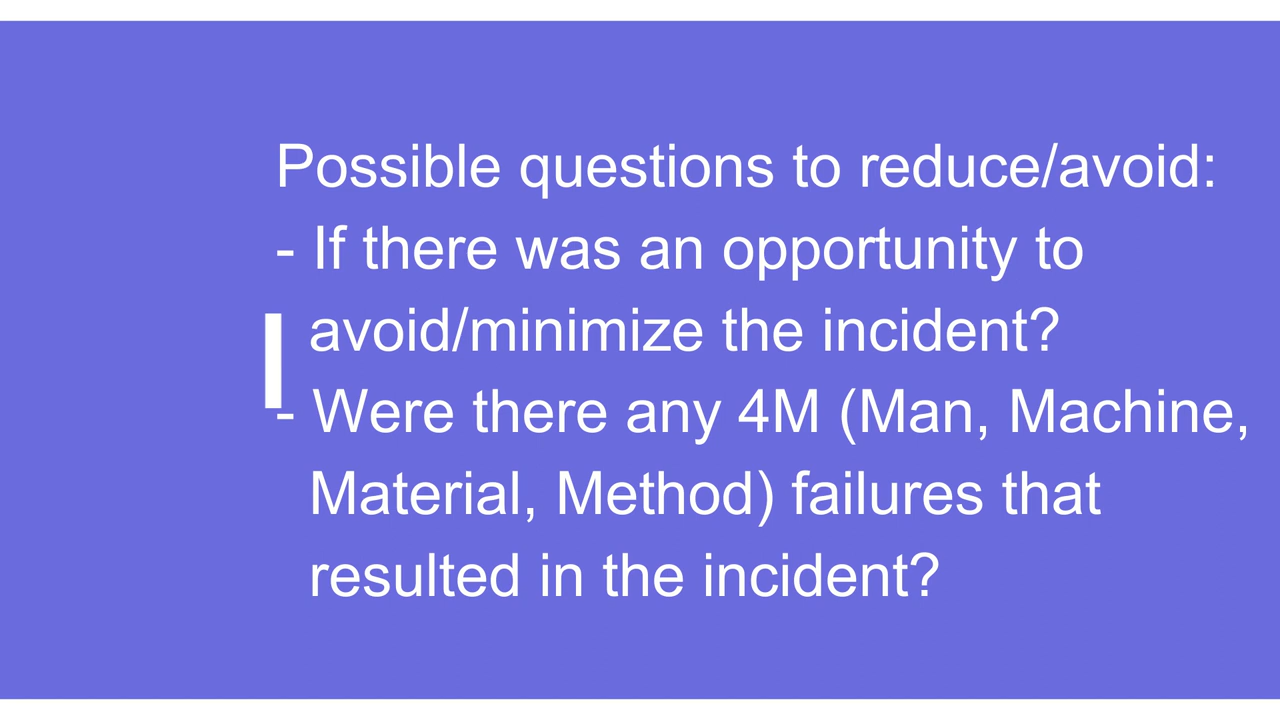 Possible questions to reduce/avoid:
- If there was an opportunity to
avoid/minimize the incident?
- Were there any 4M (Man, Machine,
Material, Method) failures that
resulted in the incident?